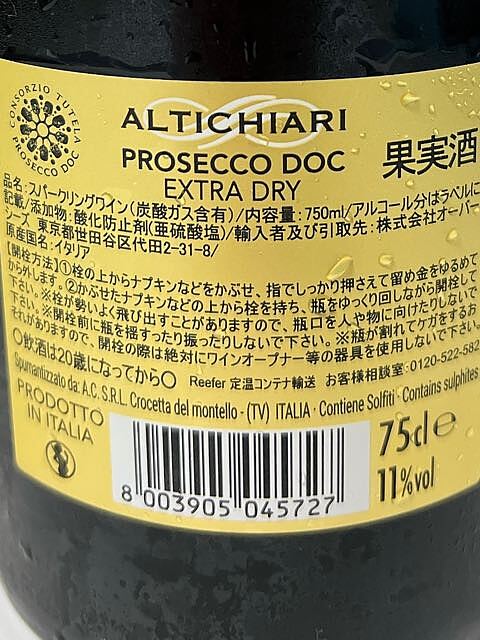 CONSORZIO TUTELA PROSECCO DOC
ALTICHIARI
PROSECCO DOC
EXTRA DRY
果実酒
品名:スパークリングワイン(炭酸ガス含有)/内容量:750ml/アルコール分はラベルに
記載/添加物:酸化防止剤(亜硫酸塩)/輸入者及び引取先:株式会社オーバー
シーズ 東京都世田谷区代田2-31-8/
原産国名:イタリア
【開栓方法】①栓の上からナプキンなどをかぶせ、指でしっかり押さえて留め金をゆるめて
から外します。②かぶせたナプキンなどの上から栓を持ち、瓶をゆっくり回しながら開栓して
下さい。※栓が勢いよく飛び出すことがありますので、瓶口を人や物に向けたりしないで
下さい。※開栓前に瓶を揺すったり振ったりしないで下さい。※瓶が割れてケガをするお
それがありますので、開栓の際は絶対にワインオープナー等の器具を使用しないで下さい。
〇飲酒は20歳になってから〇 Reefer 定温コンテナ輸送 お客様相談室:0120-522-582
Spumantizzato da: A.C. S.R.L. Crocetta del montello - (TV) ITALIA · Contiene Solfiti · Contains sulphites
PRODOTTO
IN ITALIA
75cl e
11%vol
8 003905 045727